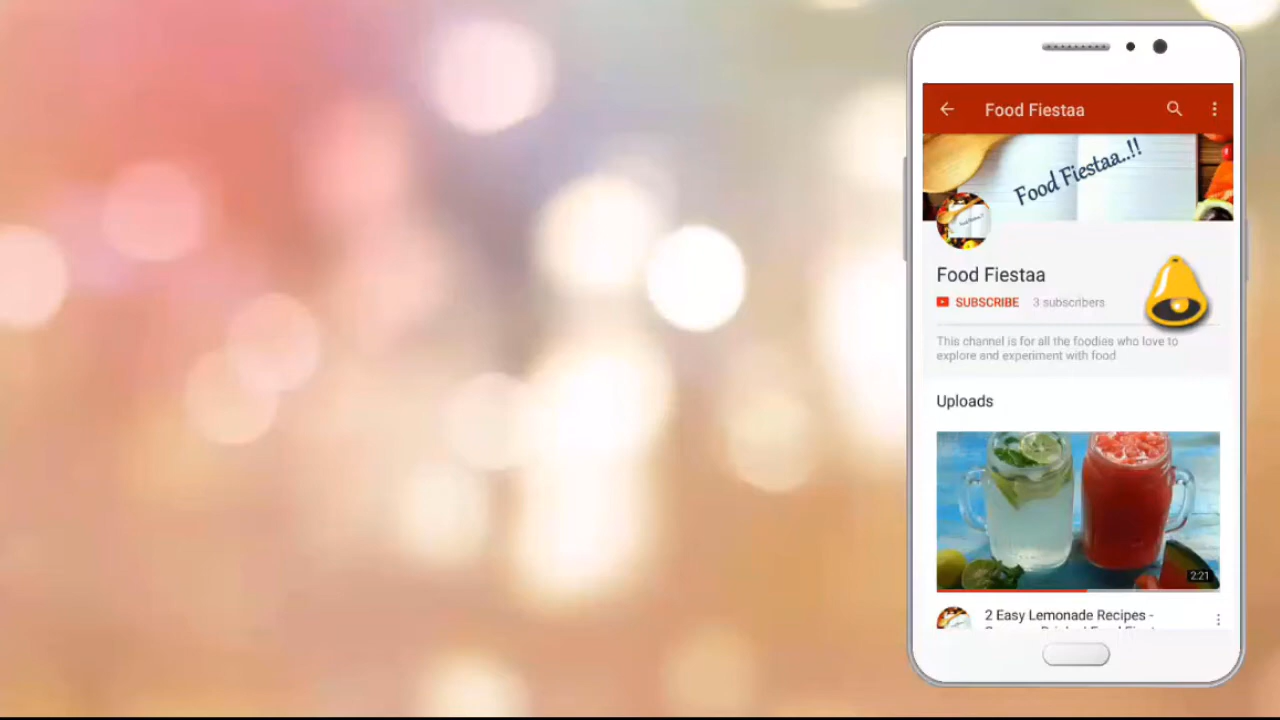 Food Fiestaa
Food Fiestaa..!!
Food Fiestaa
SUBSCRIBE 3 subscribers
This channel is for all the foodies who love to
explore and experiment with food
Uploads
2:21
2 Easy Lemonade Recipes -